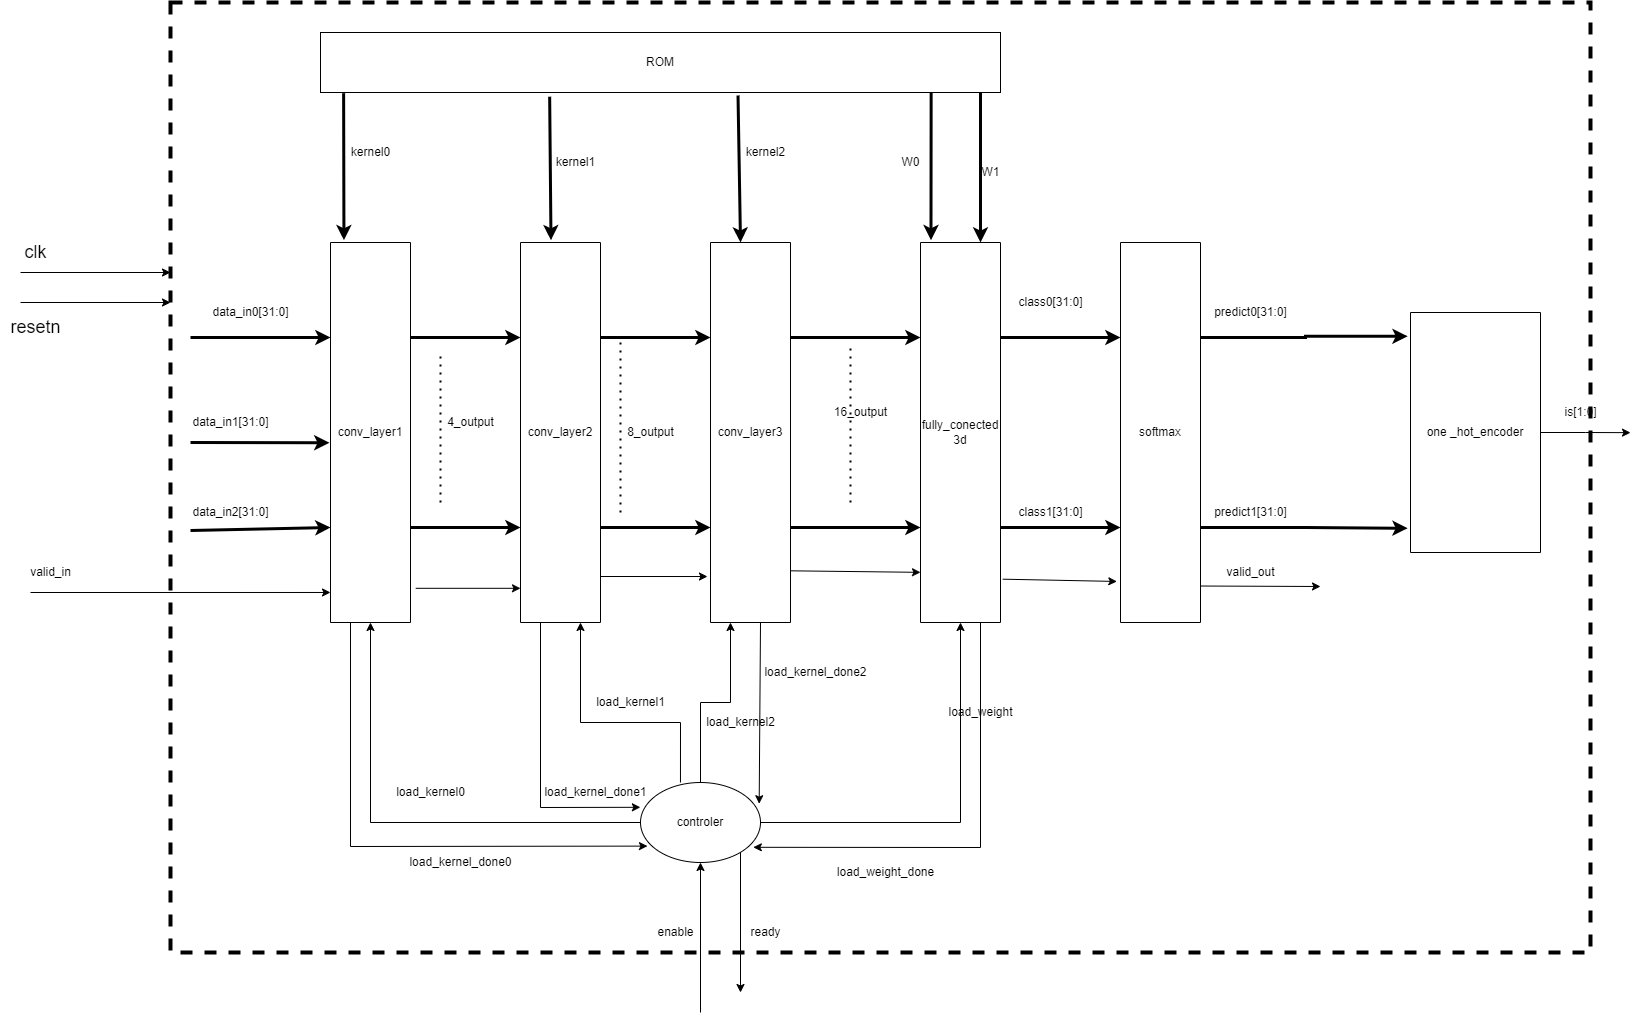 ROM
kernel0
kernel1
kernel2
W0
W1
clk
resetn
data_in0[31:0]
data_in1[31:0]
data_in2[31:0]
valid_in
conv_layer1
4_output
conv_layer2
8_output
conv_layer3
16_output
fully_conected
3d
class0[31:0]
class1[31:0]
softmax
predict0[31:0]
predict1[31:0]
valid_out
one _hot_encoder
is[1:0]
load_kernel_done2
load_kernel1
load_kernel2
load_weight
load_kernel0
load_kernel_done1
controler
load_kernel_done0
load_weight_done
enable
ready